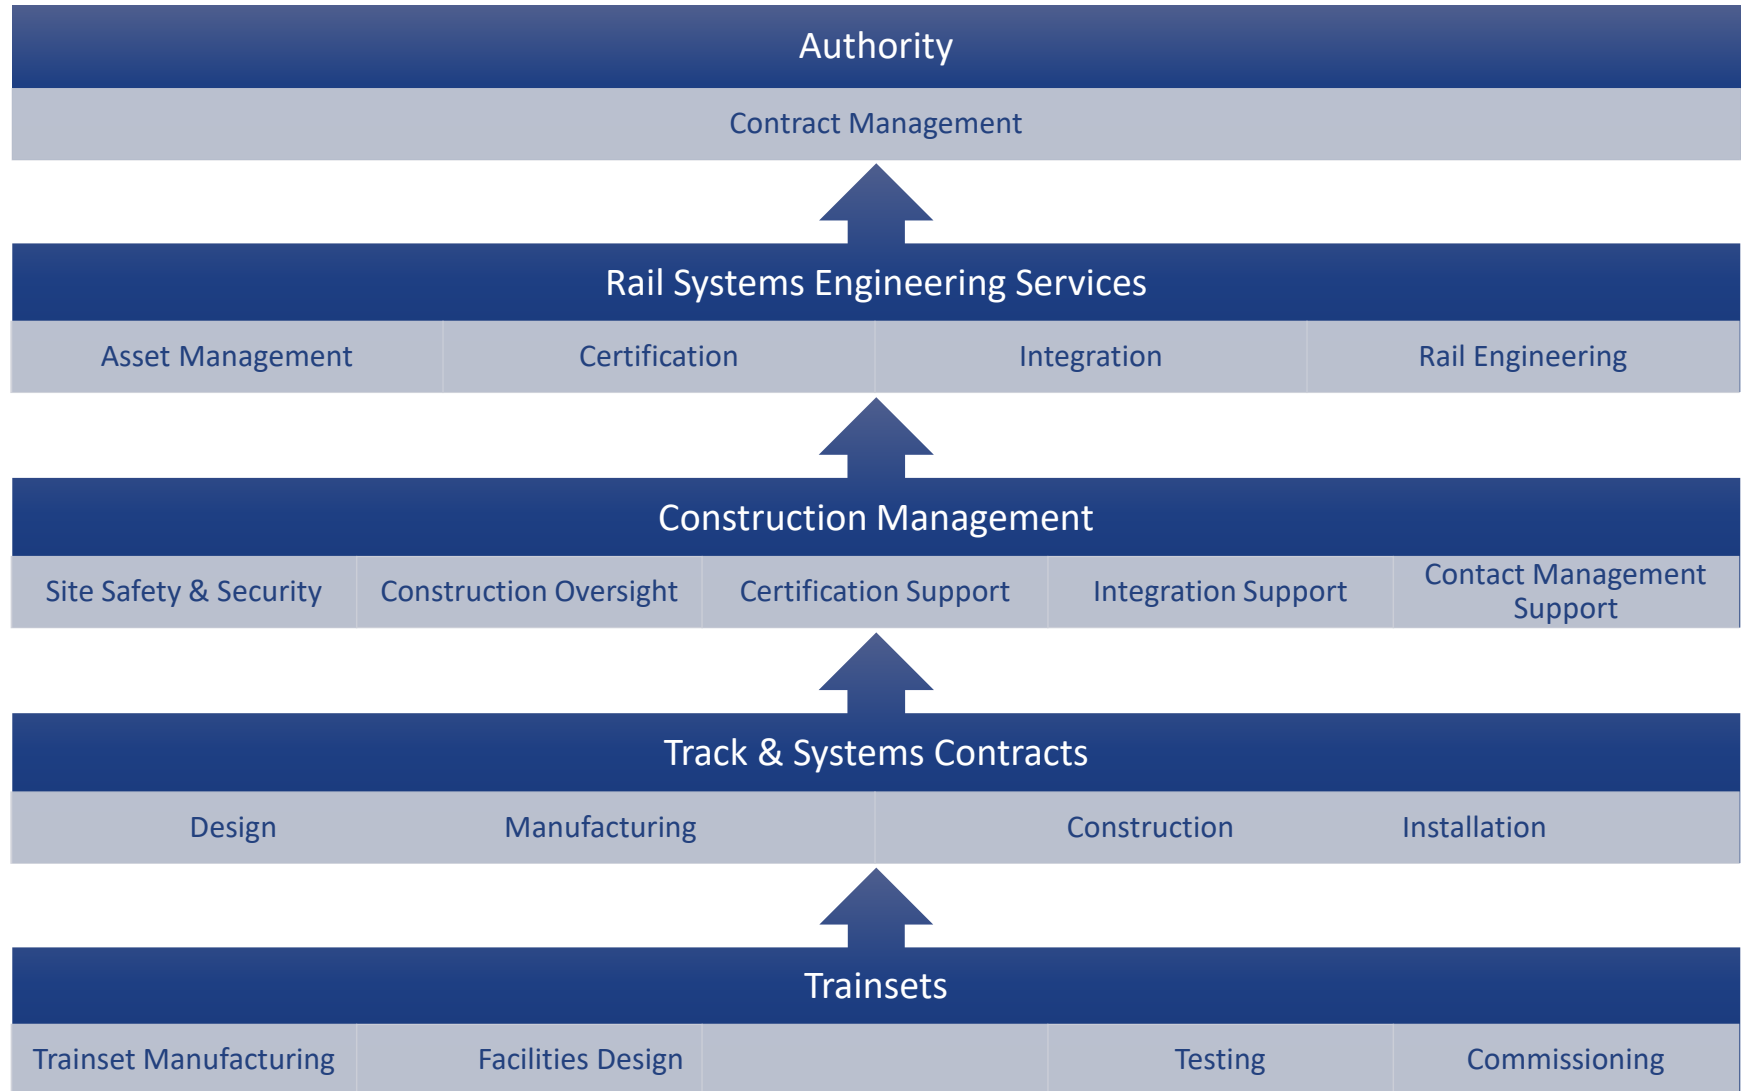 Authority
Contract Management
Rail Systems Engineering Services
Asset Management
Certification
Integration
Rail Engineering
Construction Management
Site Safety & Security
Construction Oversight
Certification Support
Integration Support
Contact Management
Support
Track & Systems Contracts
Design
Manufacturing
Construction
Installation
Trainsets
Trainset Manufacturing
Facilities Design
Testing
Commissioning